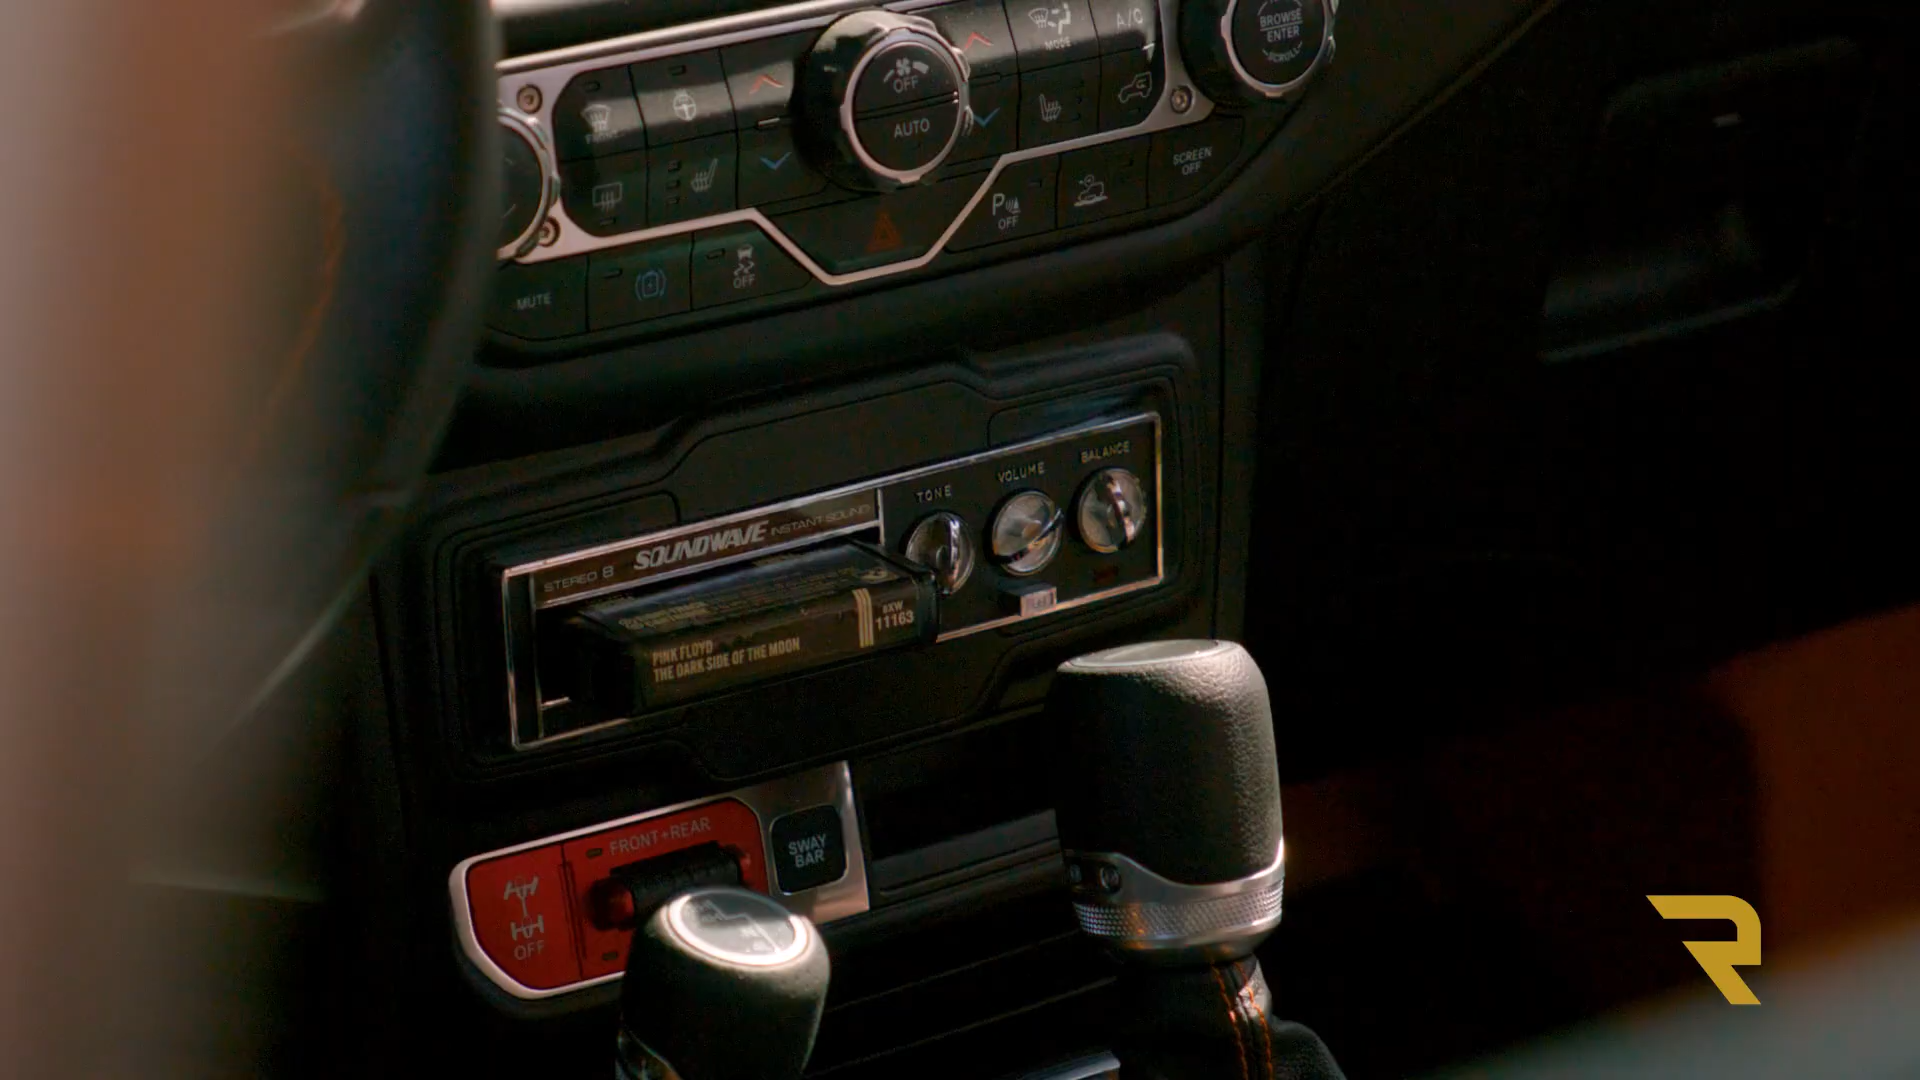 BROWSE
ENTER
SCROLL
MODE
A/C
OFF
AUTO
SCREEN
OFF
P
OFF
OFF
MUTE
BALANCE
VOLUME
TONE
STEREO 8 SOUNDWAVE INSTANT SOUND
8XW
11163
PINK FLOYD
THE DARK SIDE OF THE MOON
FRONT+REAR
SWAY
BAR
OFF